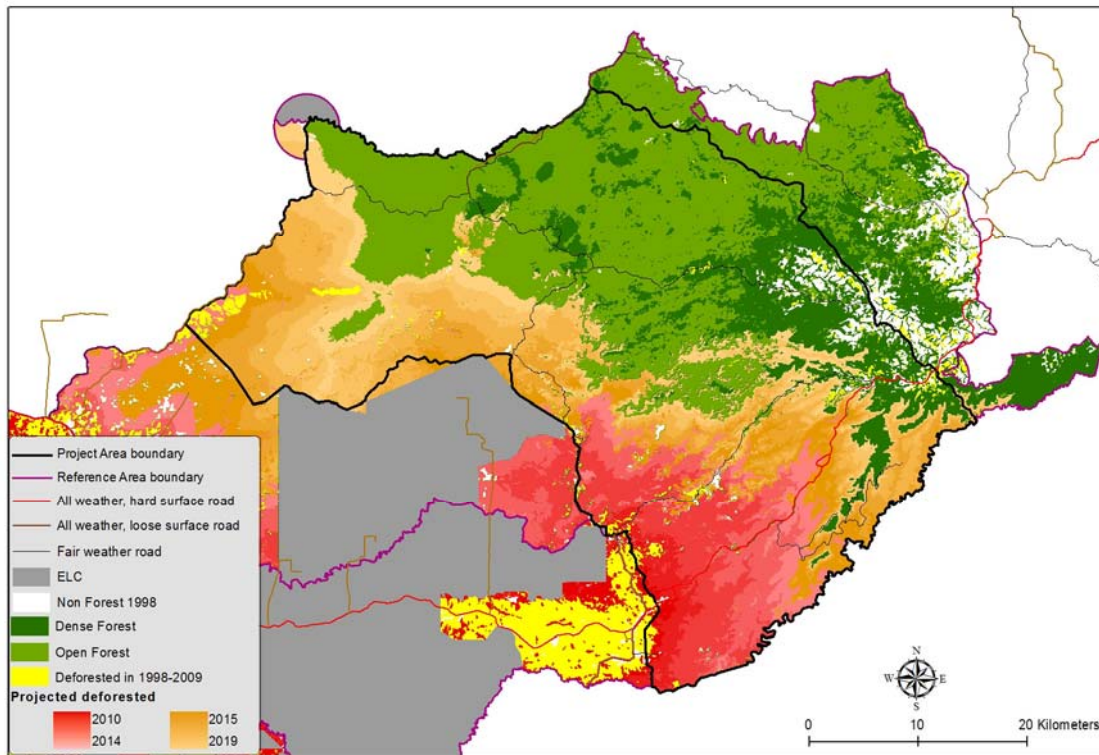 Project Area boundary
Reference Area boundary
All weather, hard surface road
All weather, loose surface road
Fair weather road
ELC
Non Forest 1998
Dense Forest
Open Forest
Deforested in 1998-2009
Projected deforested
2010 2015
2014 2019
N
W E
S
0 10 20 Kilometers